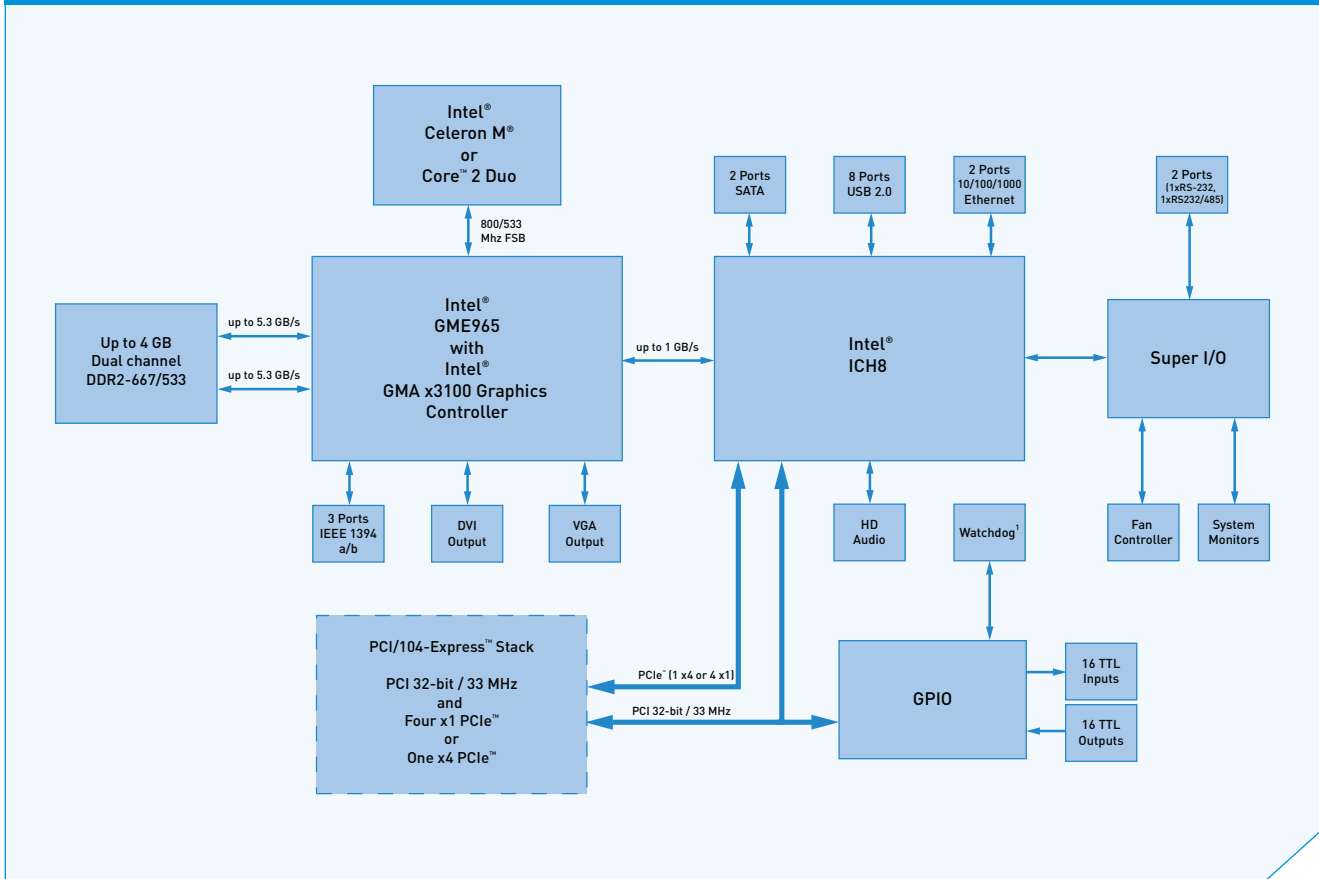 Intel®
Celeron M®
or
Core™ 2 Duo
800/533
Mhz FSB
2 Ports
SATA
8 Ports
USB 2.0
2 Ports
10/100/1000
Ethernet
2 Ports
(1xRS-232,
1xRS232/485)
Up to 4 GB
Dual channel
DDR2-667/533
up to 5.3 GB/s
up to 5.3 GB/s
Intel®
GME965
with
Intel®
GMA x3100 Graphics
Controller
up to 1 GB/s
Intel®
ICH8
Super I/O
3 Ports
IEEE 1394
a/b
DVI
Output
VGA
Output
HD
Audio
Watchdog¹
Fan
Controller
System
Monitors
PCI/104-Express™ Stack
PCI 32-bit / 33 MHz
and
Four x1 PCIe™
or
One x4 PCIe™
PCIe™ (1 x4 or 4 x1)
PCI 32-bit / 33 MHz
GPIO
16 TTL
Inputs
16 TTL
Outputs